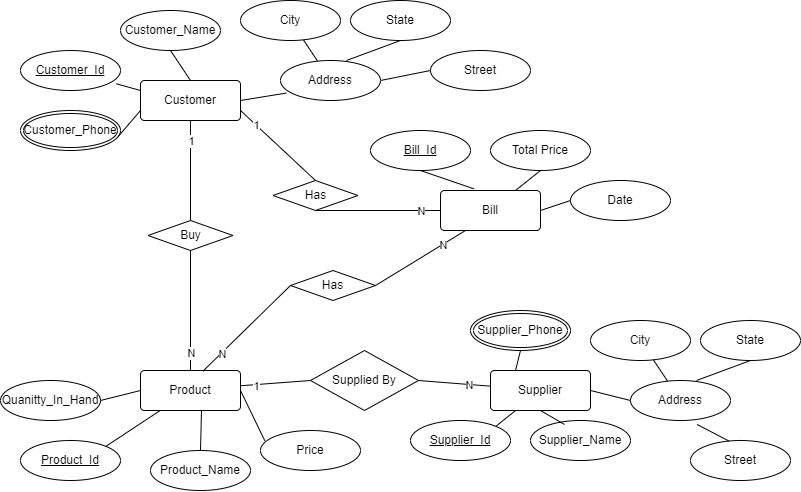 Customer_Name
City
State
Customer_Id
Customer
Address
Street
Customer_Phone
1
1
Bill_Id
Total Price
Has
Bill
Date
N
Buy
N
Has
N
N
Supplier_Phone
City
State
Quanitty_In_Hand
Product
1
Supplied By
N
Supplier
Address
Product_Id
Product_Name
Price
Supplier_Id
Supplier_Name
Street